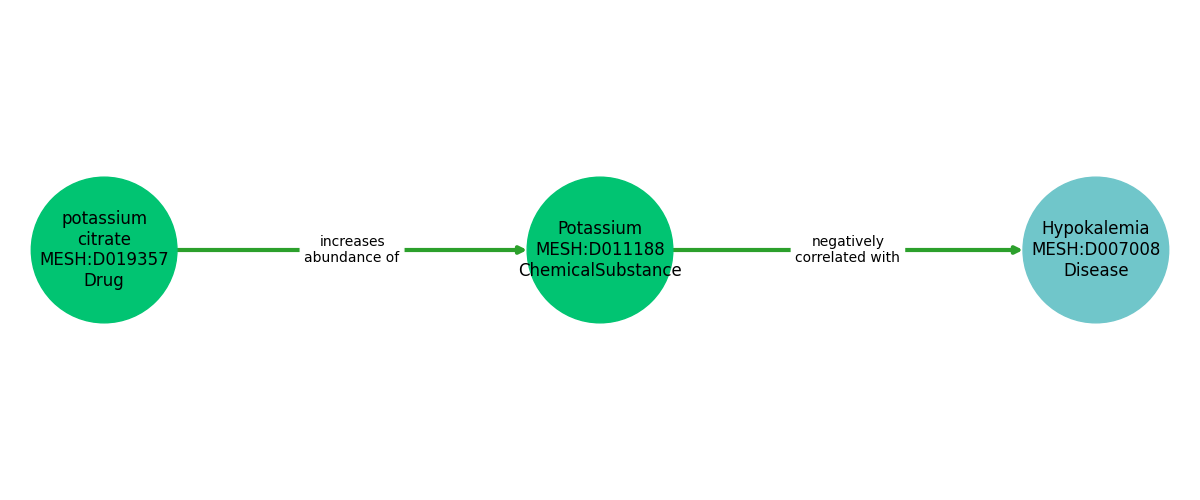 potassium
citrate
MESH:D019357
Drug
increases
abundance of
Potassium
MESH:D011188
ChemicalSubstance
negatively
correlated with
Hypokalemia
MESH:D007008
Disease